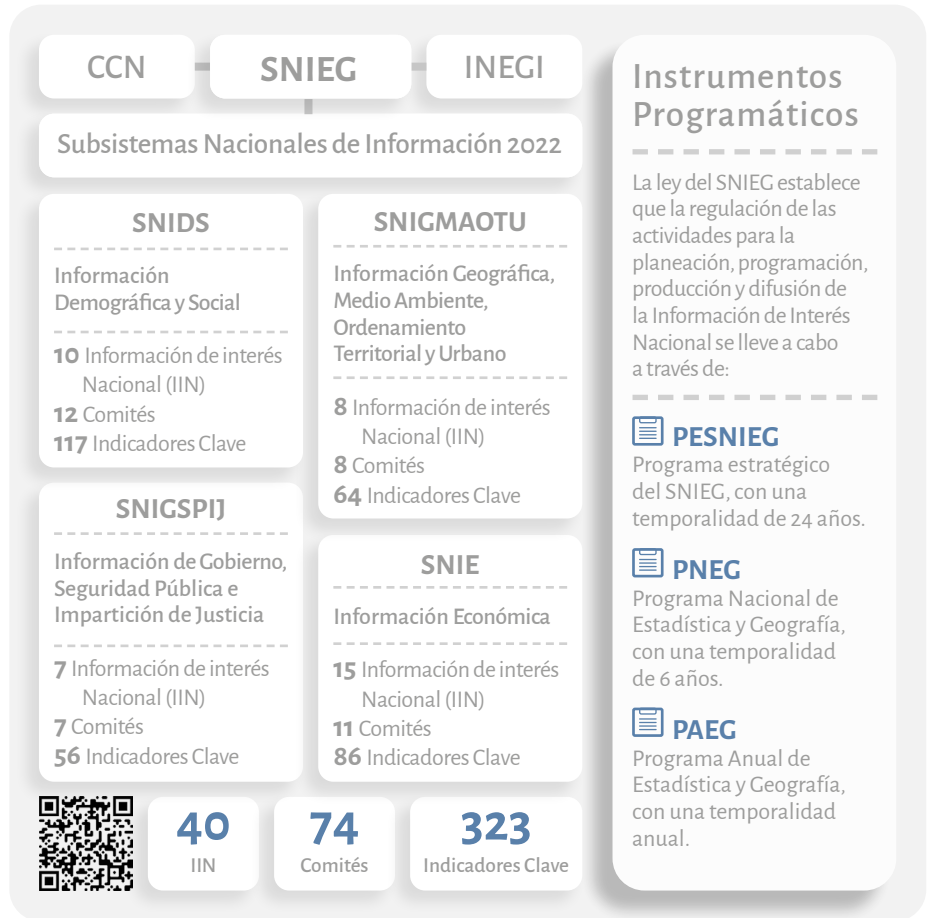 CCN
SNIEG
INEGI
Subsistemas Nacionales de Información 2022
SNIDS
Información
Demográfica y Social
10 Información de interés
Nacional (IIN)
12 Comités
117 Indicadores Clave
SNIGMAOTU
Información Geográfica,
Medio Ambiente,
Ordenamiento
Territorial y Urbano
8 Información de interés
Nacional (IIN)
8 Comités
64 Indicadores Clave
SNIGSPIJ
Información de Gobierno,
Seguridad Pública e
Impartición de Justicia
7 Información de interés
Nacional (IIN)
7 Comités
56 Indicadores Clave
SNIE
Información Económica
15 Información de interés
Nacional (IIN)
11 Comités
86 Indicadores Clave
40
IIN
74
Comités
323
Indicadores Clave
Instrumentos
Programáticos
La ley del SNIEG establece
que la regulación de las
actividades para la
planeación, programación,
producción y difusión de
la Información de Interés
Nacional se lleve a cabo
a través de:
PESNIEG
Programa estratégico
del SNIEG, con una
temporalidad de 24 años.
PNEG
Programa Nacional de
Estadística y Geografía,
con una temporalidad
de 6 años.
PAEG
Programa Anual de
Estadística y Geografía,
con una temporalidad
anual.